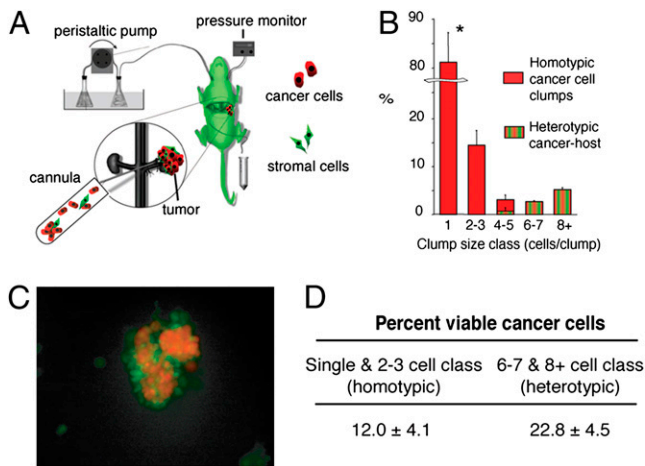 A
peristaltic pump
pressure monitor
cancer cells
stromal cells
cannula
tumor
B
*
80
%
20
10
0
90
1 2-3 4-5 6-7 8+
Clump size class (cells/clump)
Homotypic
cancer cell
clumps
Heterotypic
cancer-host
C
D
Percent viable cancer cells
Single & 2-3 cell class
(homotypic)
6-7 & 8+ cell class
(heterotypic)
12.0 ± 4.1
22.8 ± 4.5